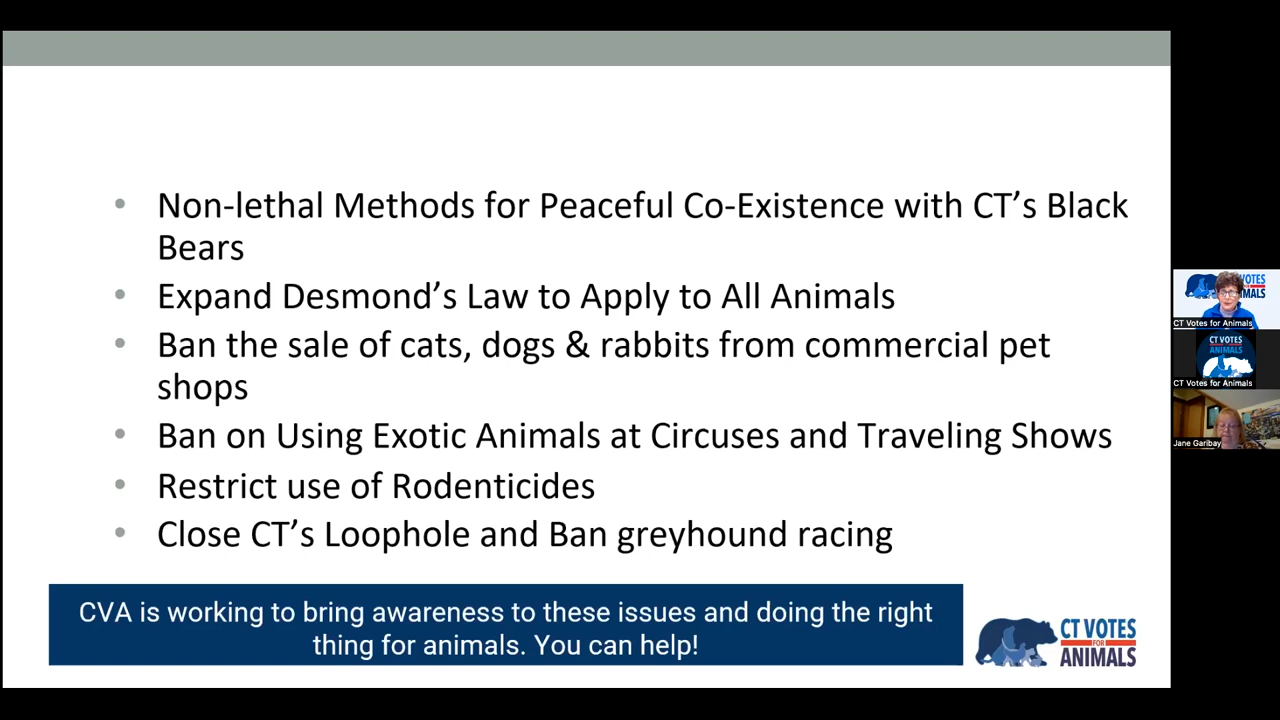 • Non-lethal Methods for Peaceful Co-Existence with CT’s Black
Bears
• Expand Desmond’s Law to Apply to All Animals
• Ban the sale of cats, dogs & rabbits from commercial pet
shops
• Ban on Using Exotic Animals at Circuses and Traveling Shows
• Restrict use of Rodenticides
• Close CT’s Loophole and Ban greyhound racing
CVA is working to bring awareness to these issues and doing the right
thing for animals. You can help!
CT VOTES
FOR
ANIMALS
VOTES
MALS
CT Votes for Animals
CT VOTES
ANIMALS
CT Votes for Animals
Jane Garibay